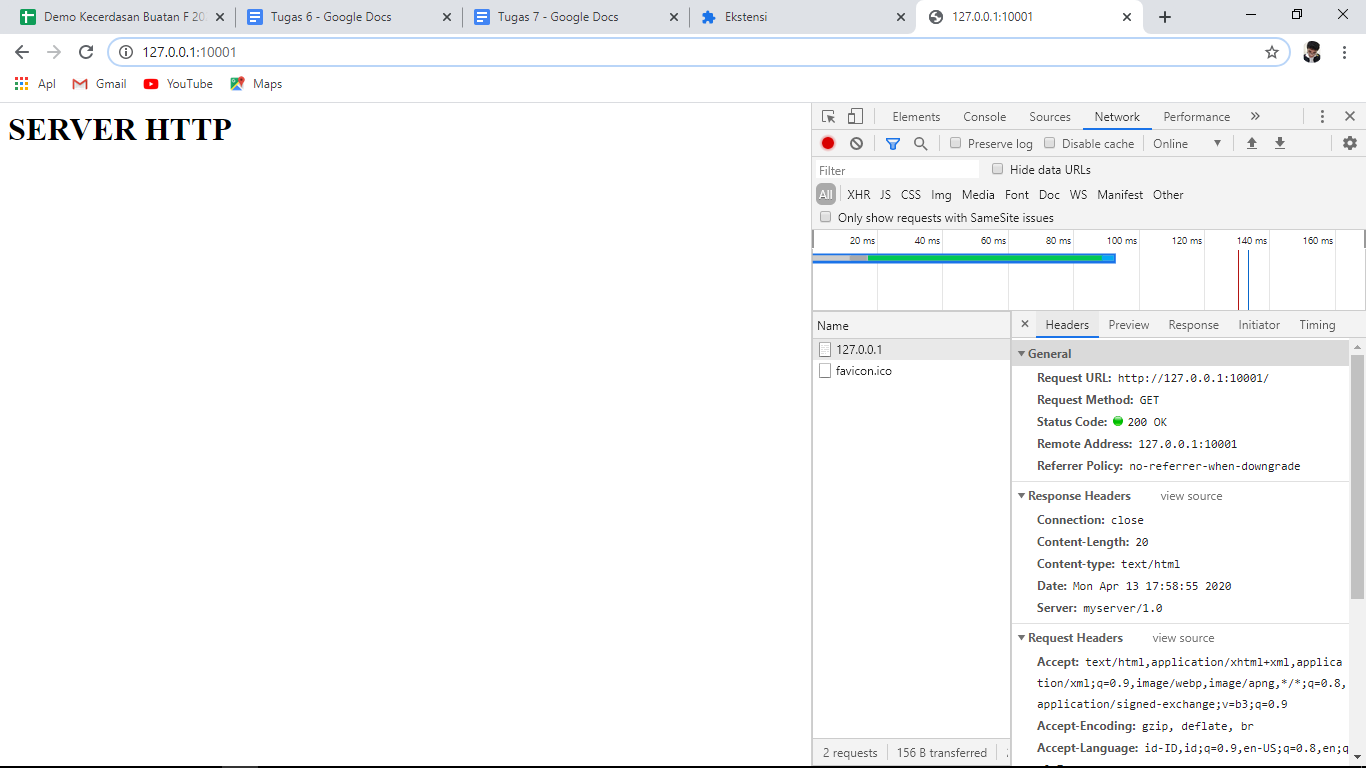 Demo Kecerdasan Buatan F 20
Tugas 6 - Google Docs
Tugas 7 - Google Docs
Ekstensi
127.0.0.1:10001
127.0.0.1:10001
Apl
Gmail
YouTube
Maps
SERVER HTTP
Elements
Console
Sources
Network
Performance
Preserve log
Disable cache
Online
Filter
Hide data URLs
All
XHR
JS
CSS
Img
Media
Font
Doc
WS
Manifest
Other
Only show requests with SameSite issues
20 ms
40 ms
60 ms
80 ms
100 ms
120 ms
140 ms
160 ms
Name
127.0.0.1
favicon.ico
2 requests
156 B transferred
Headers
Preview
Response
Initiator
Timing
General
Request URL: http://127.0.0.1:10001/
Request Method: GET
Status Code: 200 OK
Remote Address: 127.0.0.1:10001
Referrer Policy: no-referrer-when-downgrade
Response Headers view source
Connection: close
Content-Length: 20
Content-type: text/html
Date: Mon Apr 13 17:58:55 2020
Server: myserver/1.0
Request Headers view source
Accept: text/html,application/xhtml+xml,applica
tion/xml;q=0.9,image/webp,image/apng,*/*;q=0.8,
application/signed-exchange;v=b3;q=0.9
Accept-Encoding: gzip, deflate, br
Accept-Language: id-ID,id;q=0.9,en-US;q=0.8,en;q